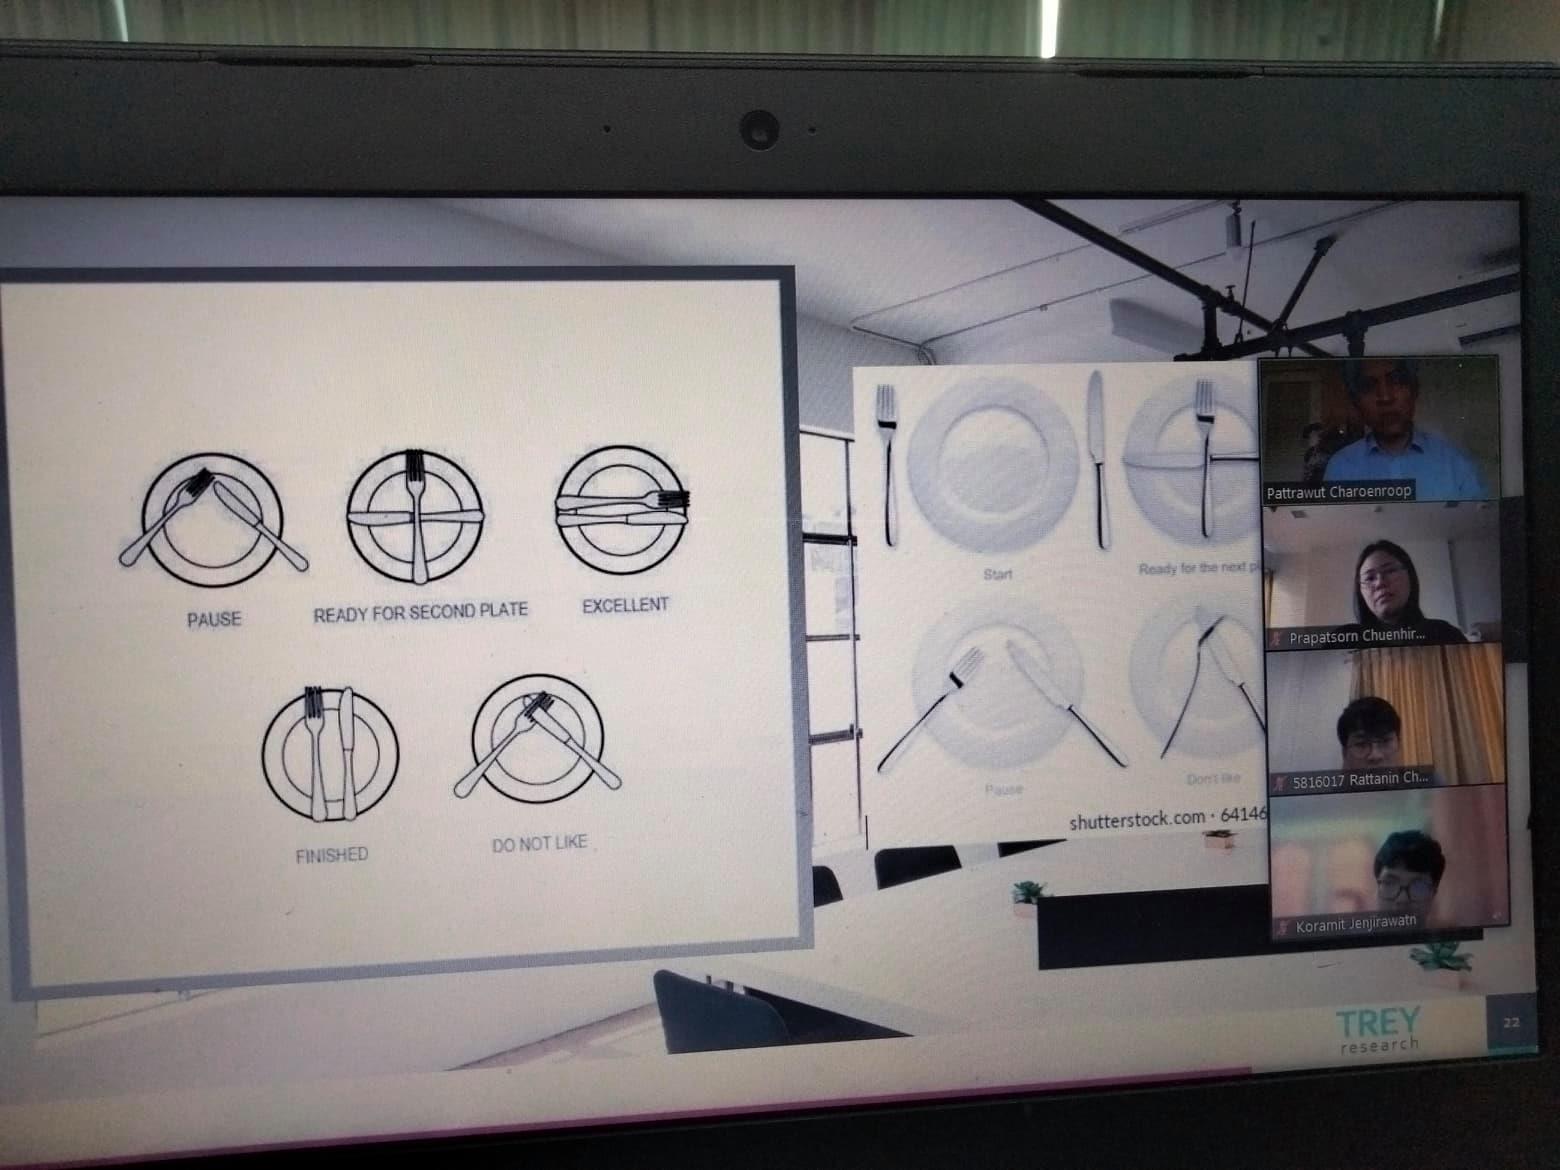 PAUSE
READY FOR SECOND PLATE
EXCELLENT
FINISHED
DO NOT LIKE
Start
Ready for the next p
Pause
Don't like
shutterstock.com · 64146
Pattrawut Charoenroop
Prapatsorn Chuenhir...
5816017 Rattanin Ch...
Koramit Jenjirawatn
TREY
research
22